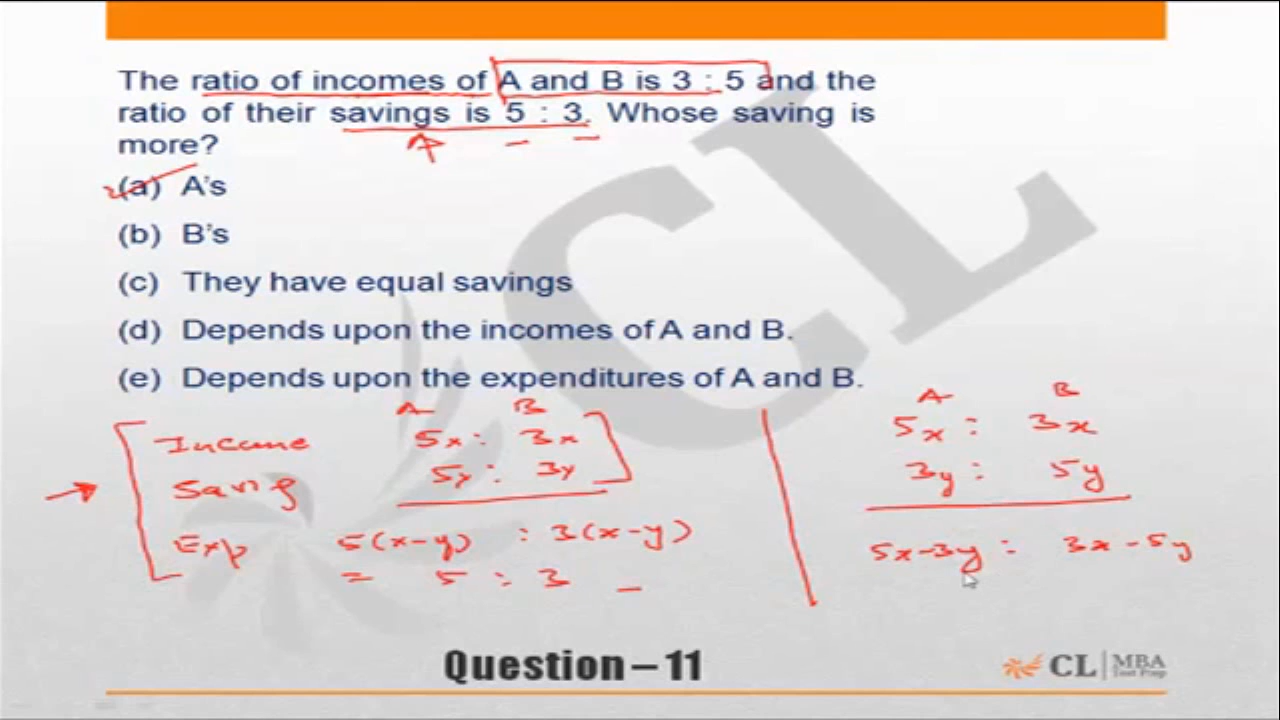 The ratio of incomes of A and B is 3 : 5 and the
ratio of their savings is 5 : 3. Whose saving is
more?
(a) A's
(b) B's
(c) They have equal savings
(d) Depends upon the incomes of A and B.
(e) Depends upon the expenditures of A and B.
A B
Income 5x : 3x
Saving 5y : 3y
Exp 5(x-y) : 3(x-y)
= 5 : 3
A B
5x : 3x
3y : 5y
5x-3y : 3x-5y
CL
Question – 11
CL MBA
Test Prep